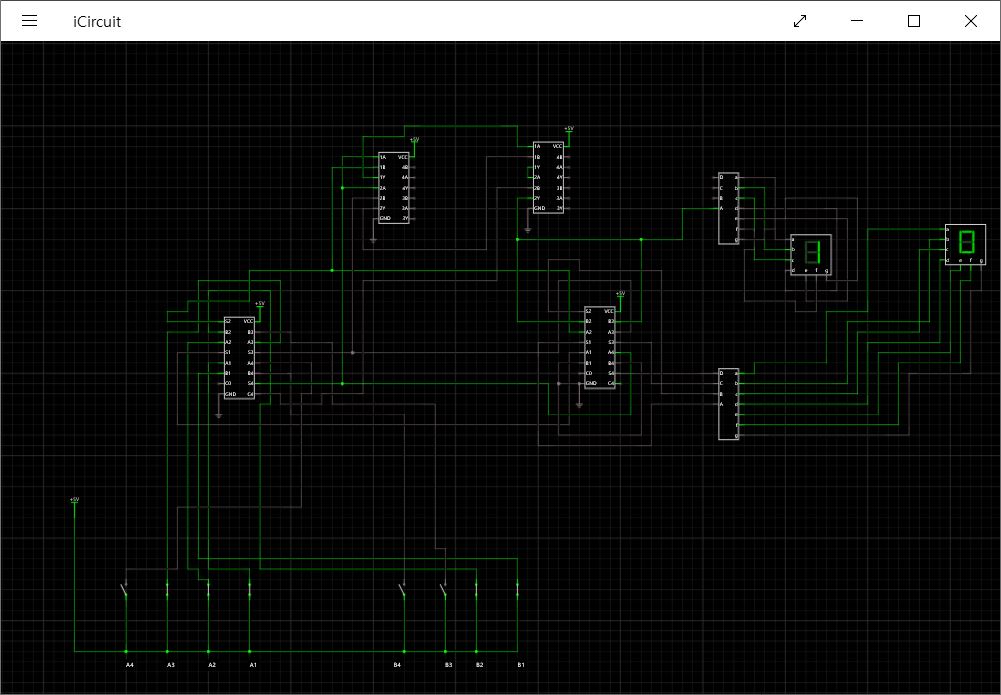 iCircuit
+5V
+5V
1A VCC
1B 4B
1Y 4A
2A 4Y
2B 3B
2Y 3A
GND 3Y
1A VCC
1B 4B
1Y 4A
2A 4Y
2B 3B
2Y 3A
GND 3Y
D a
C b
B c
A d
e
f
g
a
b
c
d e f g
a
b
c
d e f g
+5V
S2 VCC
B2 B3
A2 A3
S1 S3
A1 A4
B1 B4
C0 S4
GND C4
+5V
S2 VCC
B2 B3
A2 A3
S1 S3
A1 A4
B1 B4
C0 S4
GND C4
D a
C b
B c
A d
e
f
g
+5V
A4 A3 A2 A1 B4 B3 B2 B1